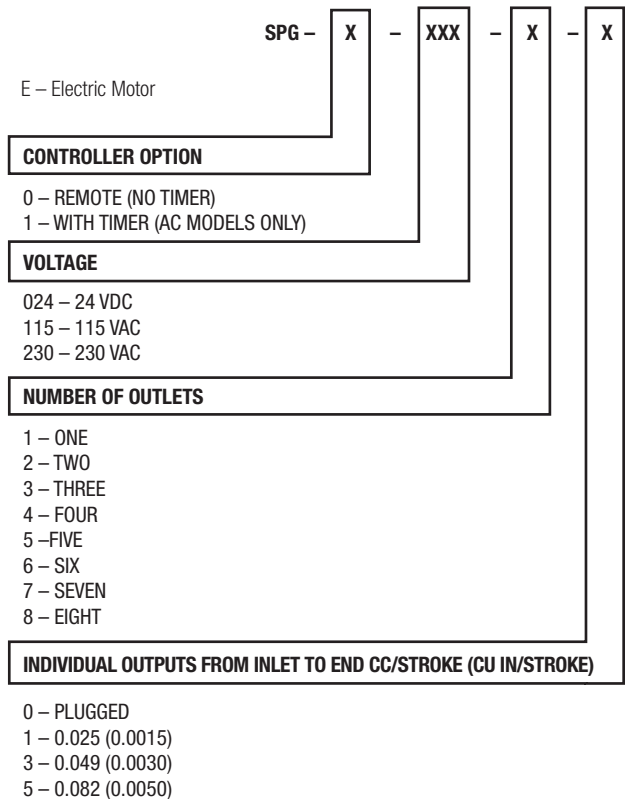 SPG – X – XXX – X – X
E – Electric Motor
CONTROLLER OPTION
0 – REMOTE (NO TIMER)
1 – WITH TIMER (AC MODELS ONLY)
VOLTAGE
024 – 24 VDC
115 – 115 VAC
230 – 230 VAC
NUMBER OF OUTLETS
1 – ONE
2 – TWO
3 – THREE
4 – FOUR
5 –FIVE
6 – SIX
7 – SEVEN
8 – EIGHT
INDIVIDUAL OUTPUTS FROM INLET TO END CC/STROKE (CU IN/STROKE)
0 – PLUGGED
1 – 0.025 (0.0015)
3 – 0.049 (0.0030)
5 – 0.082 (0.0050)